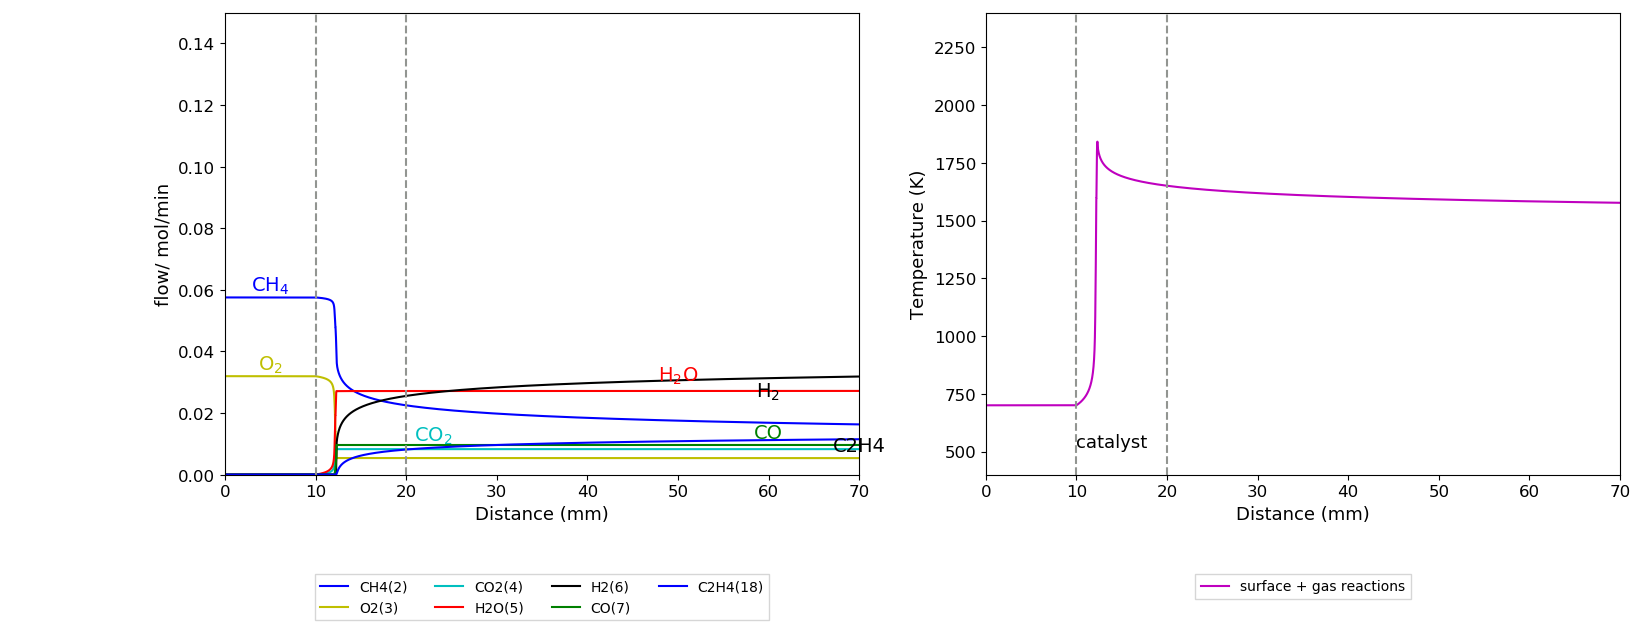 0.14
0.12
0.10
0.08
0.06
0.04
0.02
0.00
flow/ mol/min
CH₄
O₂
CO₂
H₂O
H₂
CO
C2H4
0 10 20 30 40 50 60 70
Distance (mm)
CH4(2) CO2(4) H2(6) C2H4(18)
O2(3) H2O(5) CO(7)
2250
2000
1750
1500
1250
1000
750
500
Temperature (K)
catalyst
0 10 20 30 40 50 60 70
Distance (mm)
surface + gas reactions